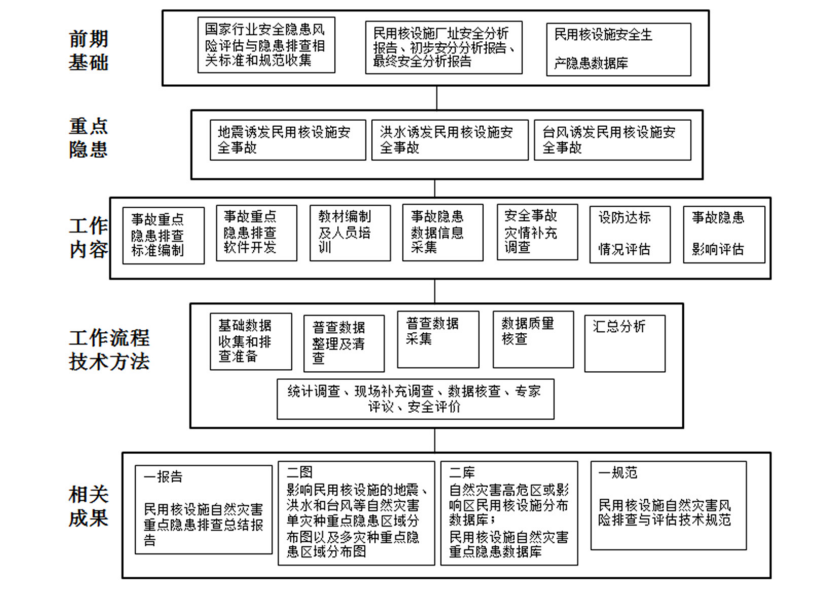 前期
基础
国家行业安全隐患风
险评估与隐患排查相
关标准和规范收集
民用核设施厂址安全分析
报告、初步安分分析报告、
最终安全分析报告
民用核设施安全生
产隐患数据库
重点
隐患
地震诱发民用核设施安
全事故
洪水诱发民用核设施安
全事故
台风诱发民用核设施安
全事故
工作
内容
事故重点
隐患排查
标准编制
事故重点
隐患排查
软件开发
教材编制
及人员培
训
事故隐患
数据信息
采集
安全事故
灾情补充
调查
设防达标
情况评估
事故隐患
影响评估
工作流程
技术方法
基础数据
收集和排
查准备
普查数据
整理及清
查
普查数据
采集
数据质量
核查
汇总分析
统计调查、现场补充调查、数据核查、专家
评议、安全评价
相关
成果
一报告
民用核设施自然灾害
重点隐患排查总结报
告
二图
影响民用核设施的地震、
洪水和台风等自然灾害
单灾种重点隐患区域分
布图以及多灾种重点隐
患区域分布图
二库
自然灾害高危区或影
响区民用核设施分布
数据库；
民用核设施自然灾害
重点隐患数据库
一规范
民用核设施自然灾害风
险排查与评估技术规范